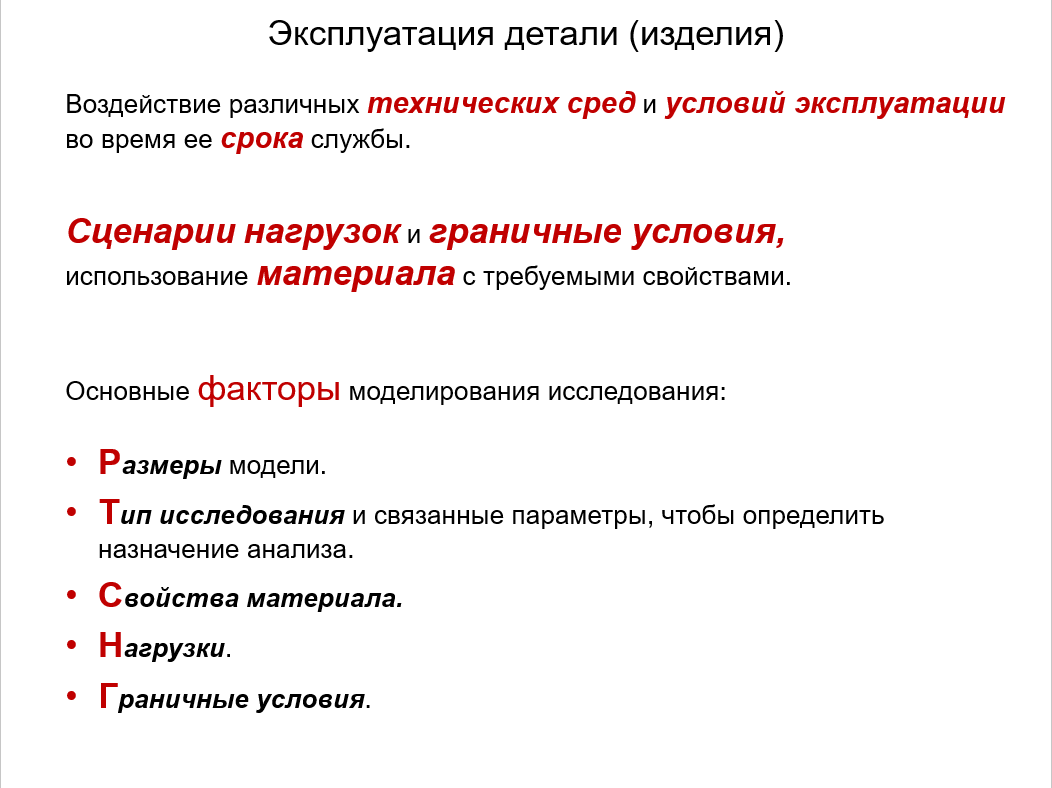 Эксплуатация детали (изделия)
Воздействие различных технических сред и условий эксплуатации
во время ее срока службы.
Сценарии нагрузок и граничные условия,
использование материала с требуемыми свойствами.
Основные факторы моделирования исследования:
• Размеры модели.
• Тип исследования и связанные параметры, чтобы определить
назначение анализа.
• Свойства материала.
• Нагрузки.
• Граничные условия.